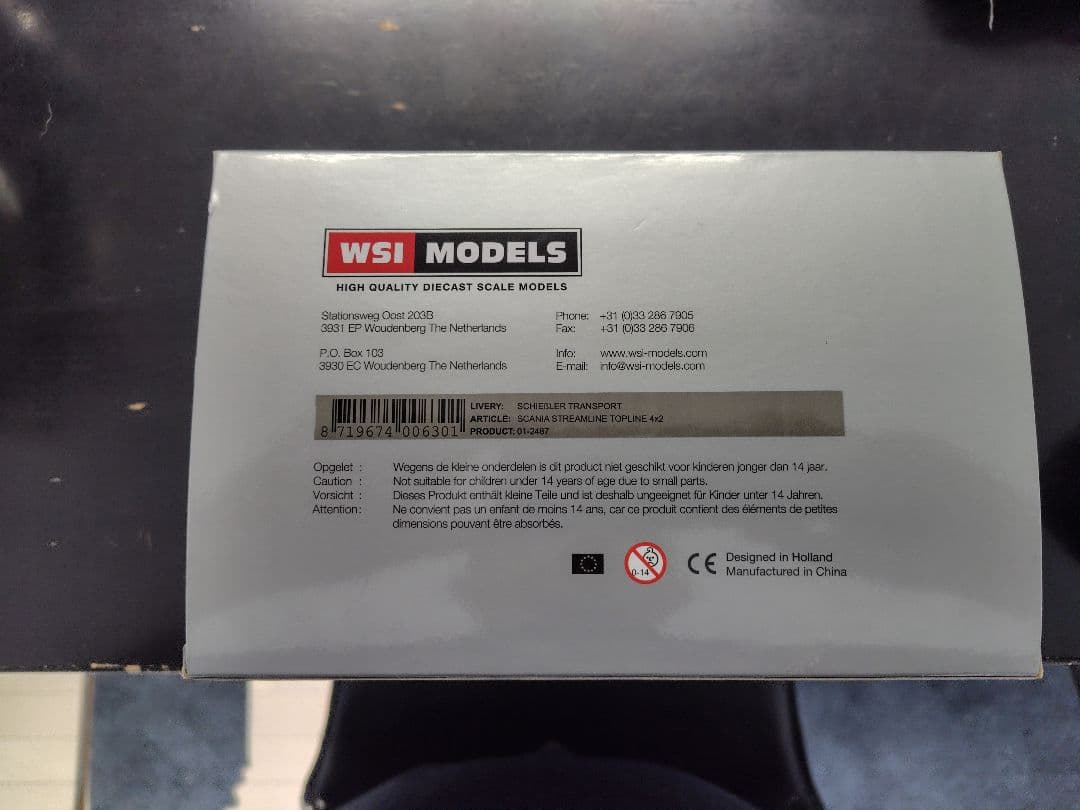 WSI MODELS
HIGH QUALITY DIECAST SCALE MODELS
Stationsweg Oost 203B
3931 EP Woudenberg The Netherlands
Phone: +31 (0)33 286 7905
Fax: +31 (0)33 286 7906
P.O. Box 103
3930 EC Woudenberg The Netherlands
Info: www.wsi-models.com
E-mail: info@wsi-models.com
8 719674 006301
LIVERY: SCHIEßLER TRANSPORT
ARTICLE: SCANIA STREAMLINE TOPLINE 4x2
PRODUCT: 01-2487
Opgelet : Wegens de kleine onderdelen is dit product niet geschikt voor kinderen jonger dan 14 jaar.
Caution : Not suitable for children under 14 years of age due to small parts.
Vorsicht : Dieses Produkt enthält kleine Teile und ist deshalb ungeeignet für Kinder unter 14 Jahren.
Attention: Ne convient pas un enfant de moins 14 ans, car ce produit contient des éléments de petites
dimensions pouvant être absorbés.
0-14
CE
Designed in Holland
Manufactured in China